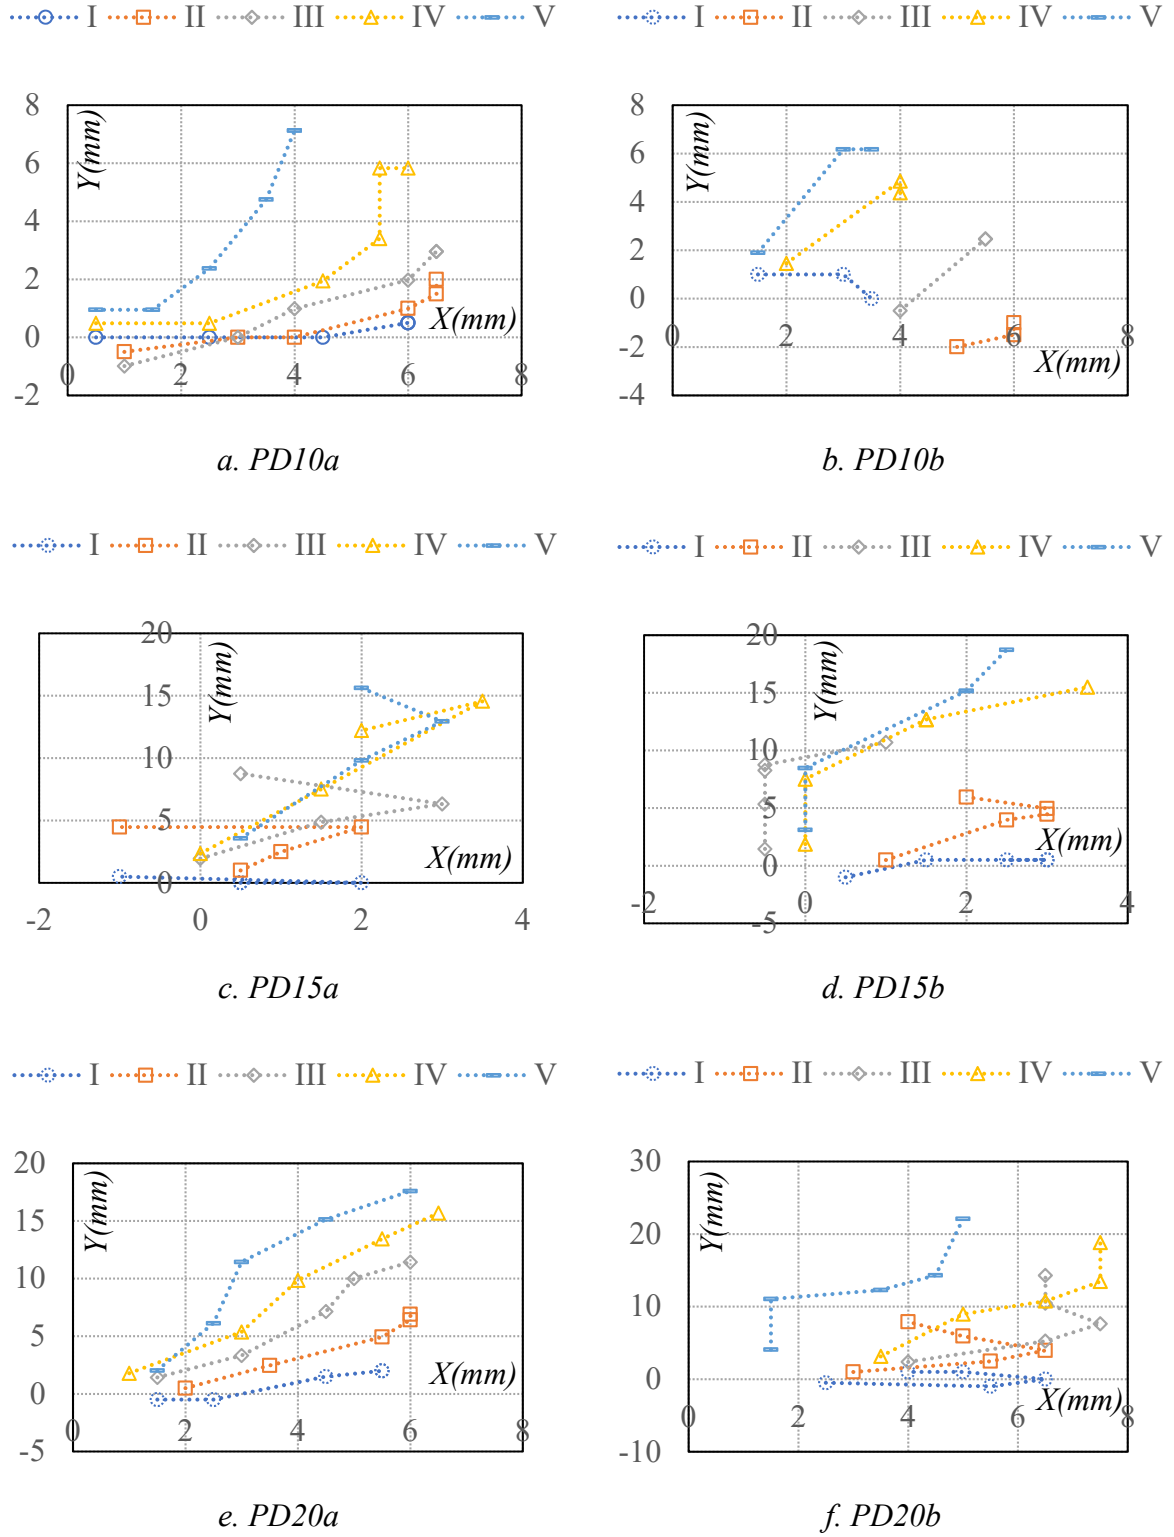 I II III IV V
I II III IV V
8
6
4
2
0
-2
0 2 4 6 8
Y(mm)
X(mm)
8
6
4
2
0
-2
-4
0 2 4 6 8
Y(mm)
X(mm)
a. PD10a
b. PD10b
I II III IV V
I II III IV V
20
15
10
5
0
-2 0 2 4
Y(mm)
X(mm)
20
15
10
5
0
-5
-2 0 2 4
Y(mm)
X(mm)
c. PD15a
d. PD15b
I II III IV V
I II III IV V
20
15
10
5
0
-5
0 2 4 6 8
Y(mm)
X(mm)
30
20
10
0
-10
0 2 4 6 8
Y(mm)
X(mm)
e. PD20a
f. PD20b